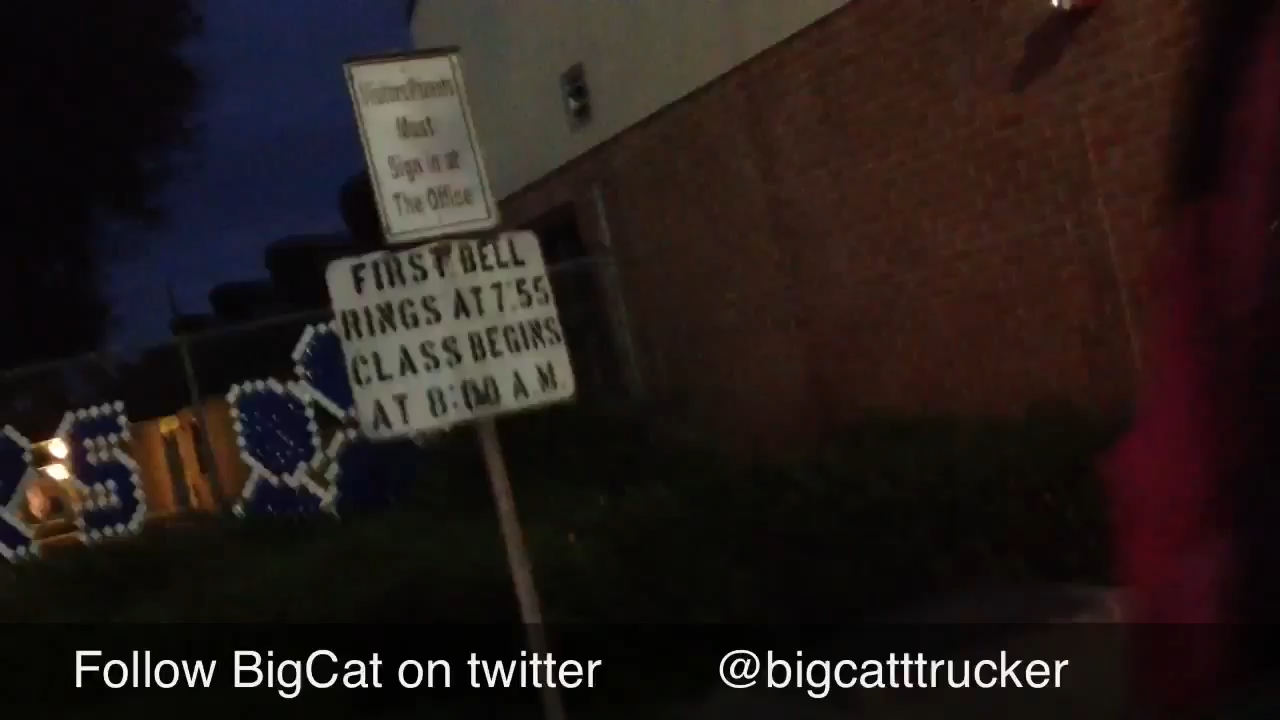 Visitors/Parents
Must
Sign in at
The Office
FIRST BELL
RINGS AT 7:55
CLASS BEGINS
AT 8:00 A.M.
S
Follow BigCat on twitter @bigcatttrucker